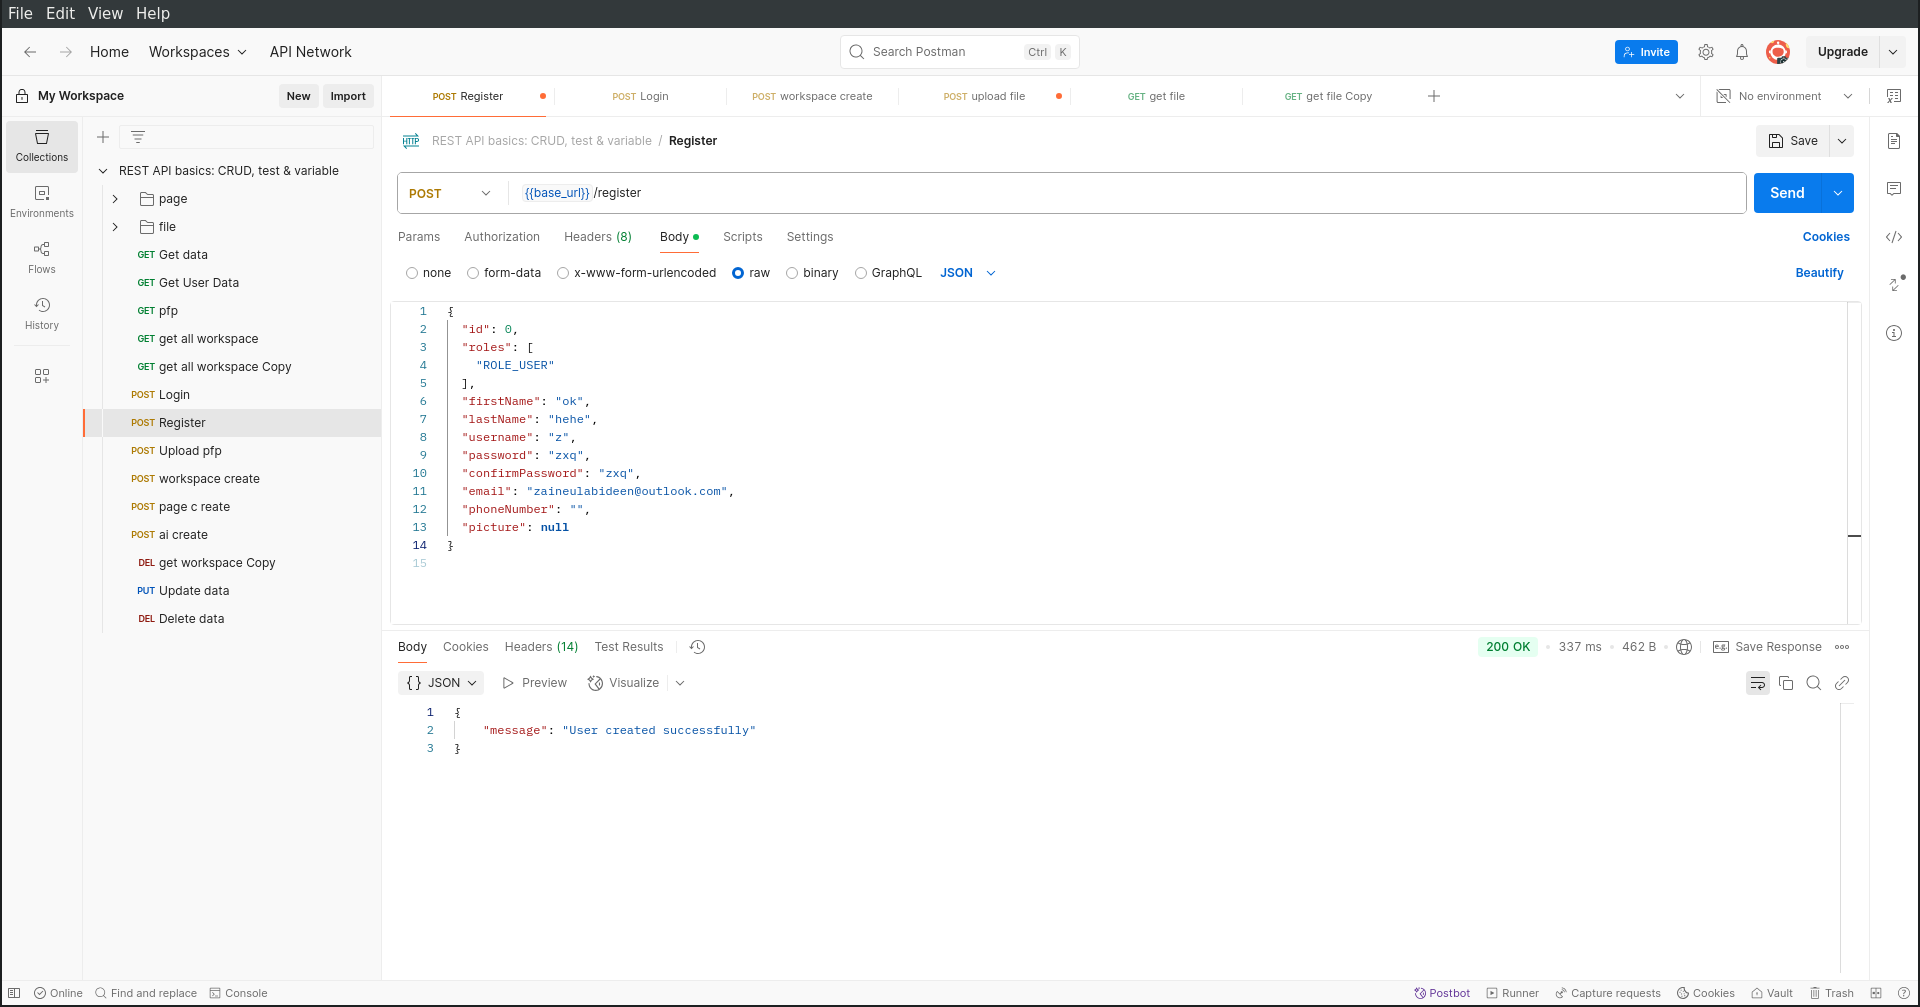 File Edit View Help
Home Workspaces API Network Search Postman Ctrl K Invite Upgrade
My Workspace New Import
POST Register POST Login POST workspace create POST upload file GET get file GET get file Copy No environment
Collections
Environments
Flows
History
REST API basics: CRUD, test & variable
page
file
GET Get data
GET Get User Data
GET pfp
GET get all workspace
GET get all workspace Copy
POST Login
POST Register
POST Upload pfp
POST workspace create
POST page c reate
POST ai create
DEL get workspace Copy
PUT Update data
DEL Delete data
HTTP REST API basics: CRUD, test & variable / Register Save
POST {{base_url}} /register Send
Params Authorization Headers (8) Body Scripts Settings Cookies
none form-data x-www-form-urlencoded raw binary GraphQL JSON Beautify
1 {
2 "id": 0,
3 "roles": [
4 "ROLE_USER"
5 ],
6 "firstName": "ok",
7 "lastName": "hehe",
8 "username": "z",
9 "password": "zxq",
10 "confirmPassword": "zxq",
11 "email": "zaineulabideen@outlook.com",
12 "phoneNumber": "",
13 "picture": null
14 }
15
Body Cookies Headers (14) Test Results 200 OK 337 ms 462 B e.g. Save Response
{} JSON Preview Visualize
1 {
2 "message": "User created successfully"
3 }
Online Find and replace Console Postbot Runner Capture requests Cookies Vault Trash